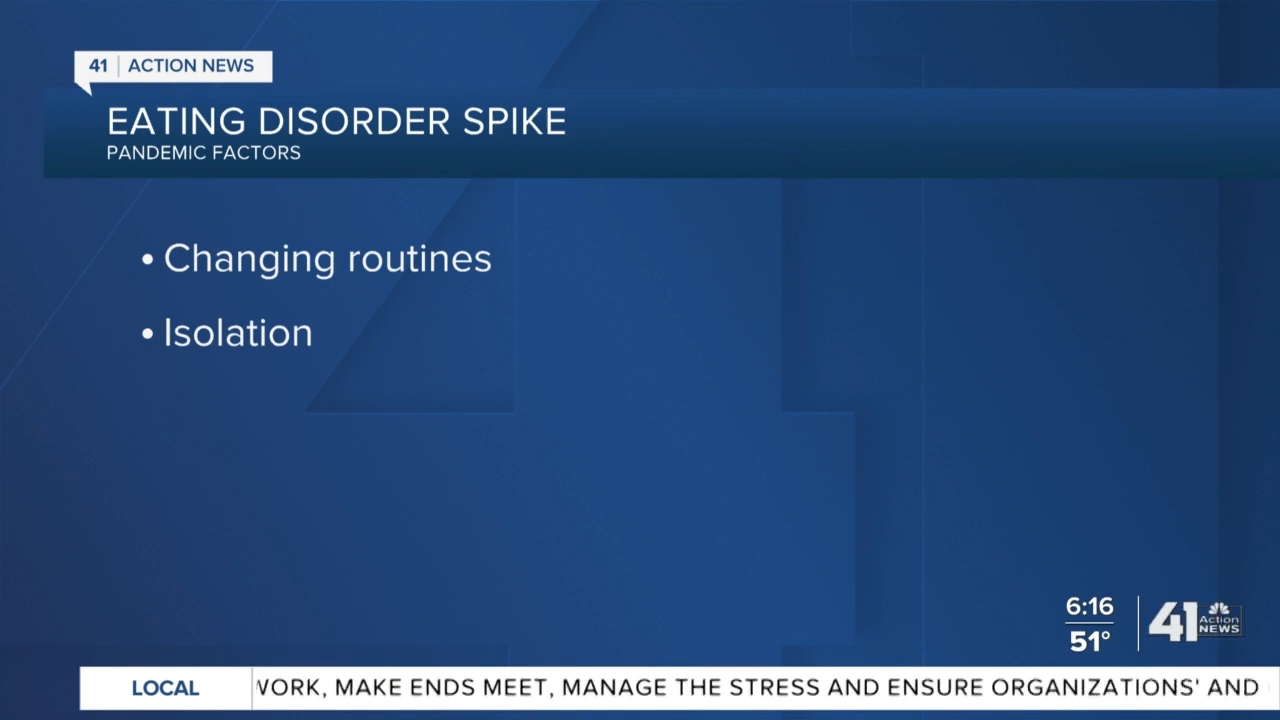 41 | ACTION NEWS
EATING DISORDER SPIKE
PANDEMIC FACTORS
• Changing routines
• Isolation
6:16
51°
41 Action
NEWS
LOCAL
WORK, MAKE ENDS MEET, MANAGE THE STRESS AND ENSURE ORGANIZATIONS' AND